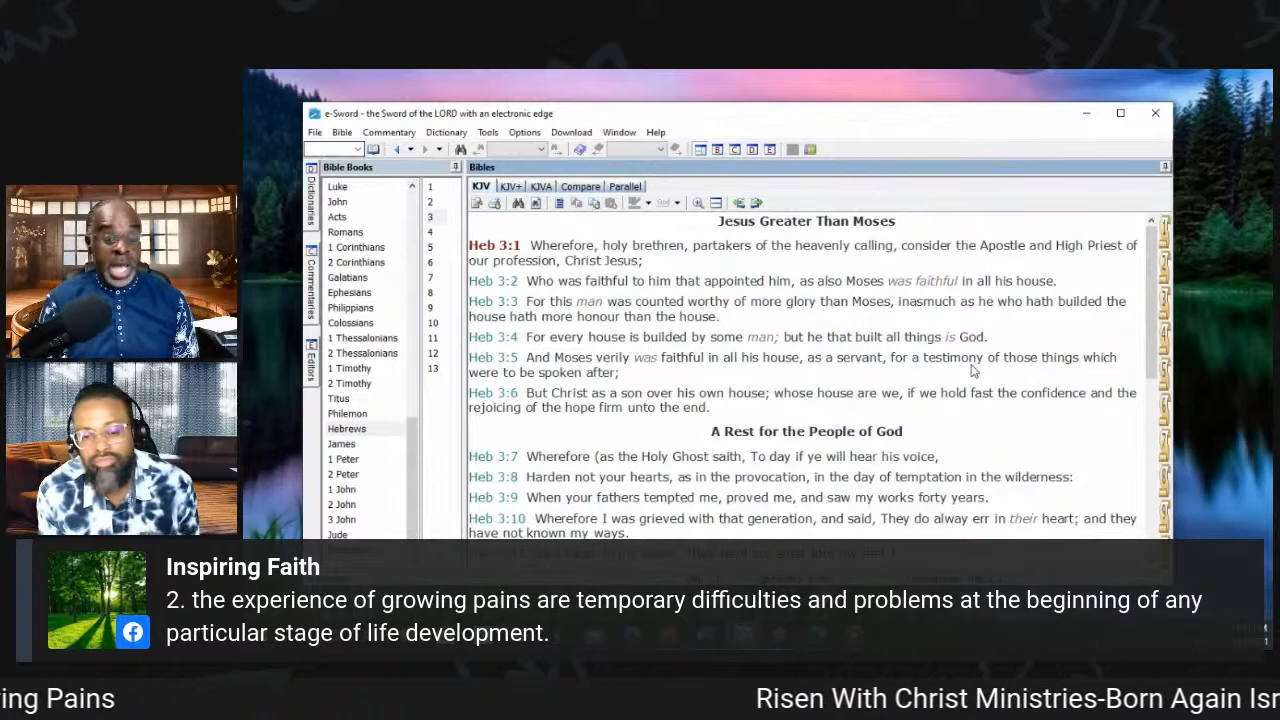 e-Sword - the Sword of the LORD with an electronic edge
File Bible Commentary Dictionary Tools Options Download Window Help
B C D E
Dictionaries
Commentaries
Editors
Bible Books
Luke
John
Acts
Romans
1 Corinthians
2 Corinthians
Galatians
Ephesians
Philippians
Colossians
1 Thessalonians
2 Thessalonians
1 Timothy
2 Timothy
Titus
Philemon
Hebrews
James
1 Peter
2 Peter
1 John
2 John
3 John
Jude
1
2
3
4
5
6
7
8
9
10
11
12
13
Bibles
KJV KJV+ KJVA Compare Parallel
Jesus Greater Than Moses
Heb 3:1 Wherefore, holy brethren, partakers of the heavenly calling, consider the Apostle and High Priest of
our profession, Christ Jesus;
Heb 3:2 Who was faithful to him that appointed him, as also Moses was faithful in all his house.
Heb 3:3 For this man was counted worthy of more glory than Moses, inasmuch as he who hath builded the
house hath more honour than the house.
Heb 3:4 For every house is builded by some man; but he that built all things is God.
Heb 3:5 And Moses verily was faithful in all his house, as a servant, for a testimony of those things which
were to be spoken after;
Heb 3:6 But Christ as a son over his own house; whose house are we, if we hold fast the confidence and the
rejoicing of the hope firm unto the end.
A Rest for the People of God
Heb 3:7 Wherefore (as the Holy Ghost saith, To day if ye will hear his voice,
Heb 3:8 Harden not your hearts, as in the provocation, in the day of temptation in the wilderness:
Heb 3:9 When your fathers tempted me, proved me, and saw my works forty years.
Heb 3:10 Wherefore I was grieved with that generation, and said, They do alway err in their heart; and they
have not known my ways.
Inspiring Faith
2. the experience of growing pains are temporary difficulties and problems at the beginning of any
particular stage of life development.
ing Pains
Risen With Christ Ministries-Born Again Isr